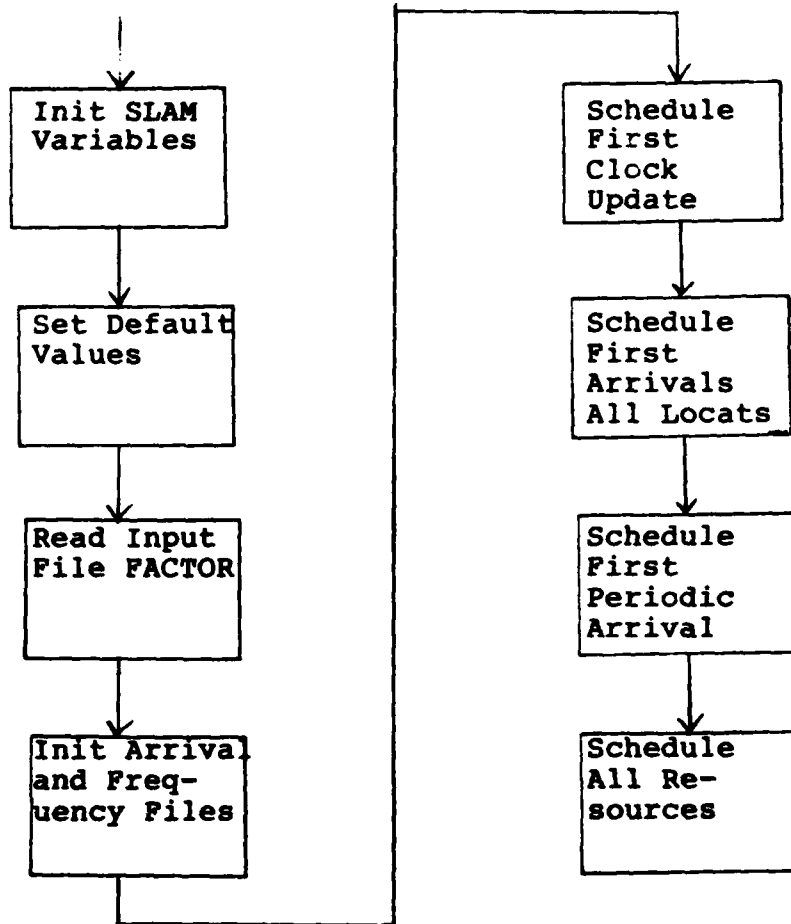 Init SLAM
Variables
Set Default
Values
Read Input
File FACTOR
Init Arrival
and Freq-
uency Files
Schedule
First
Clock
Update
Schedule
First
Arrivals
All Locats
Schedule
First
Periodic
Arrival
Schedule
All Re-
sources